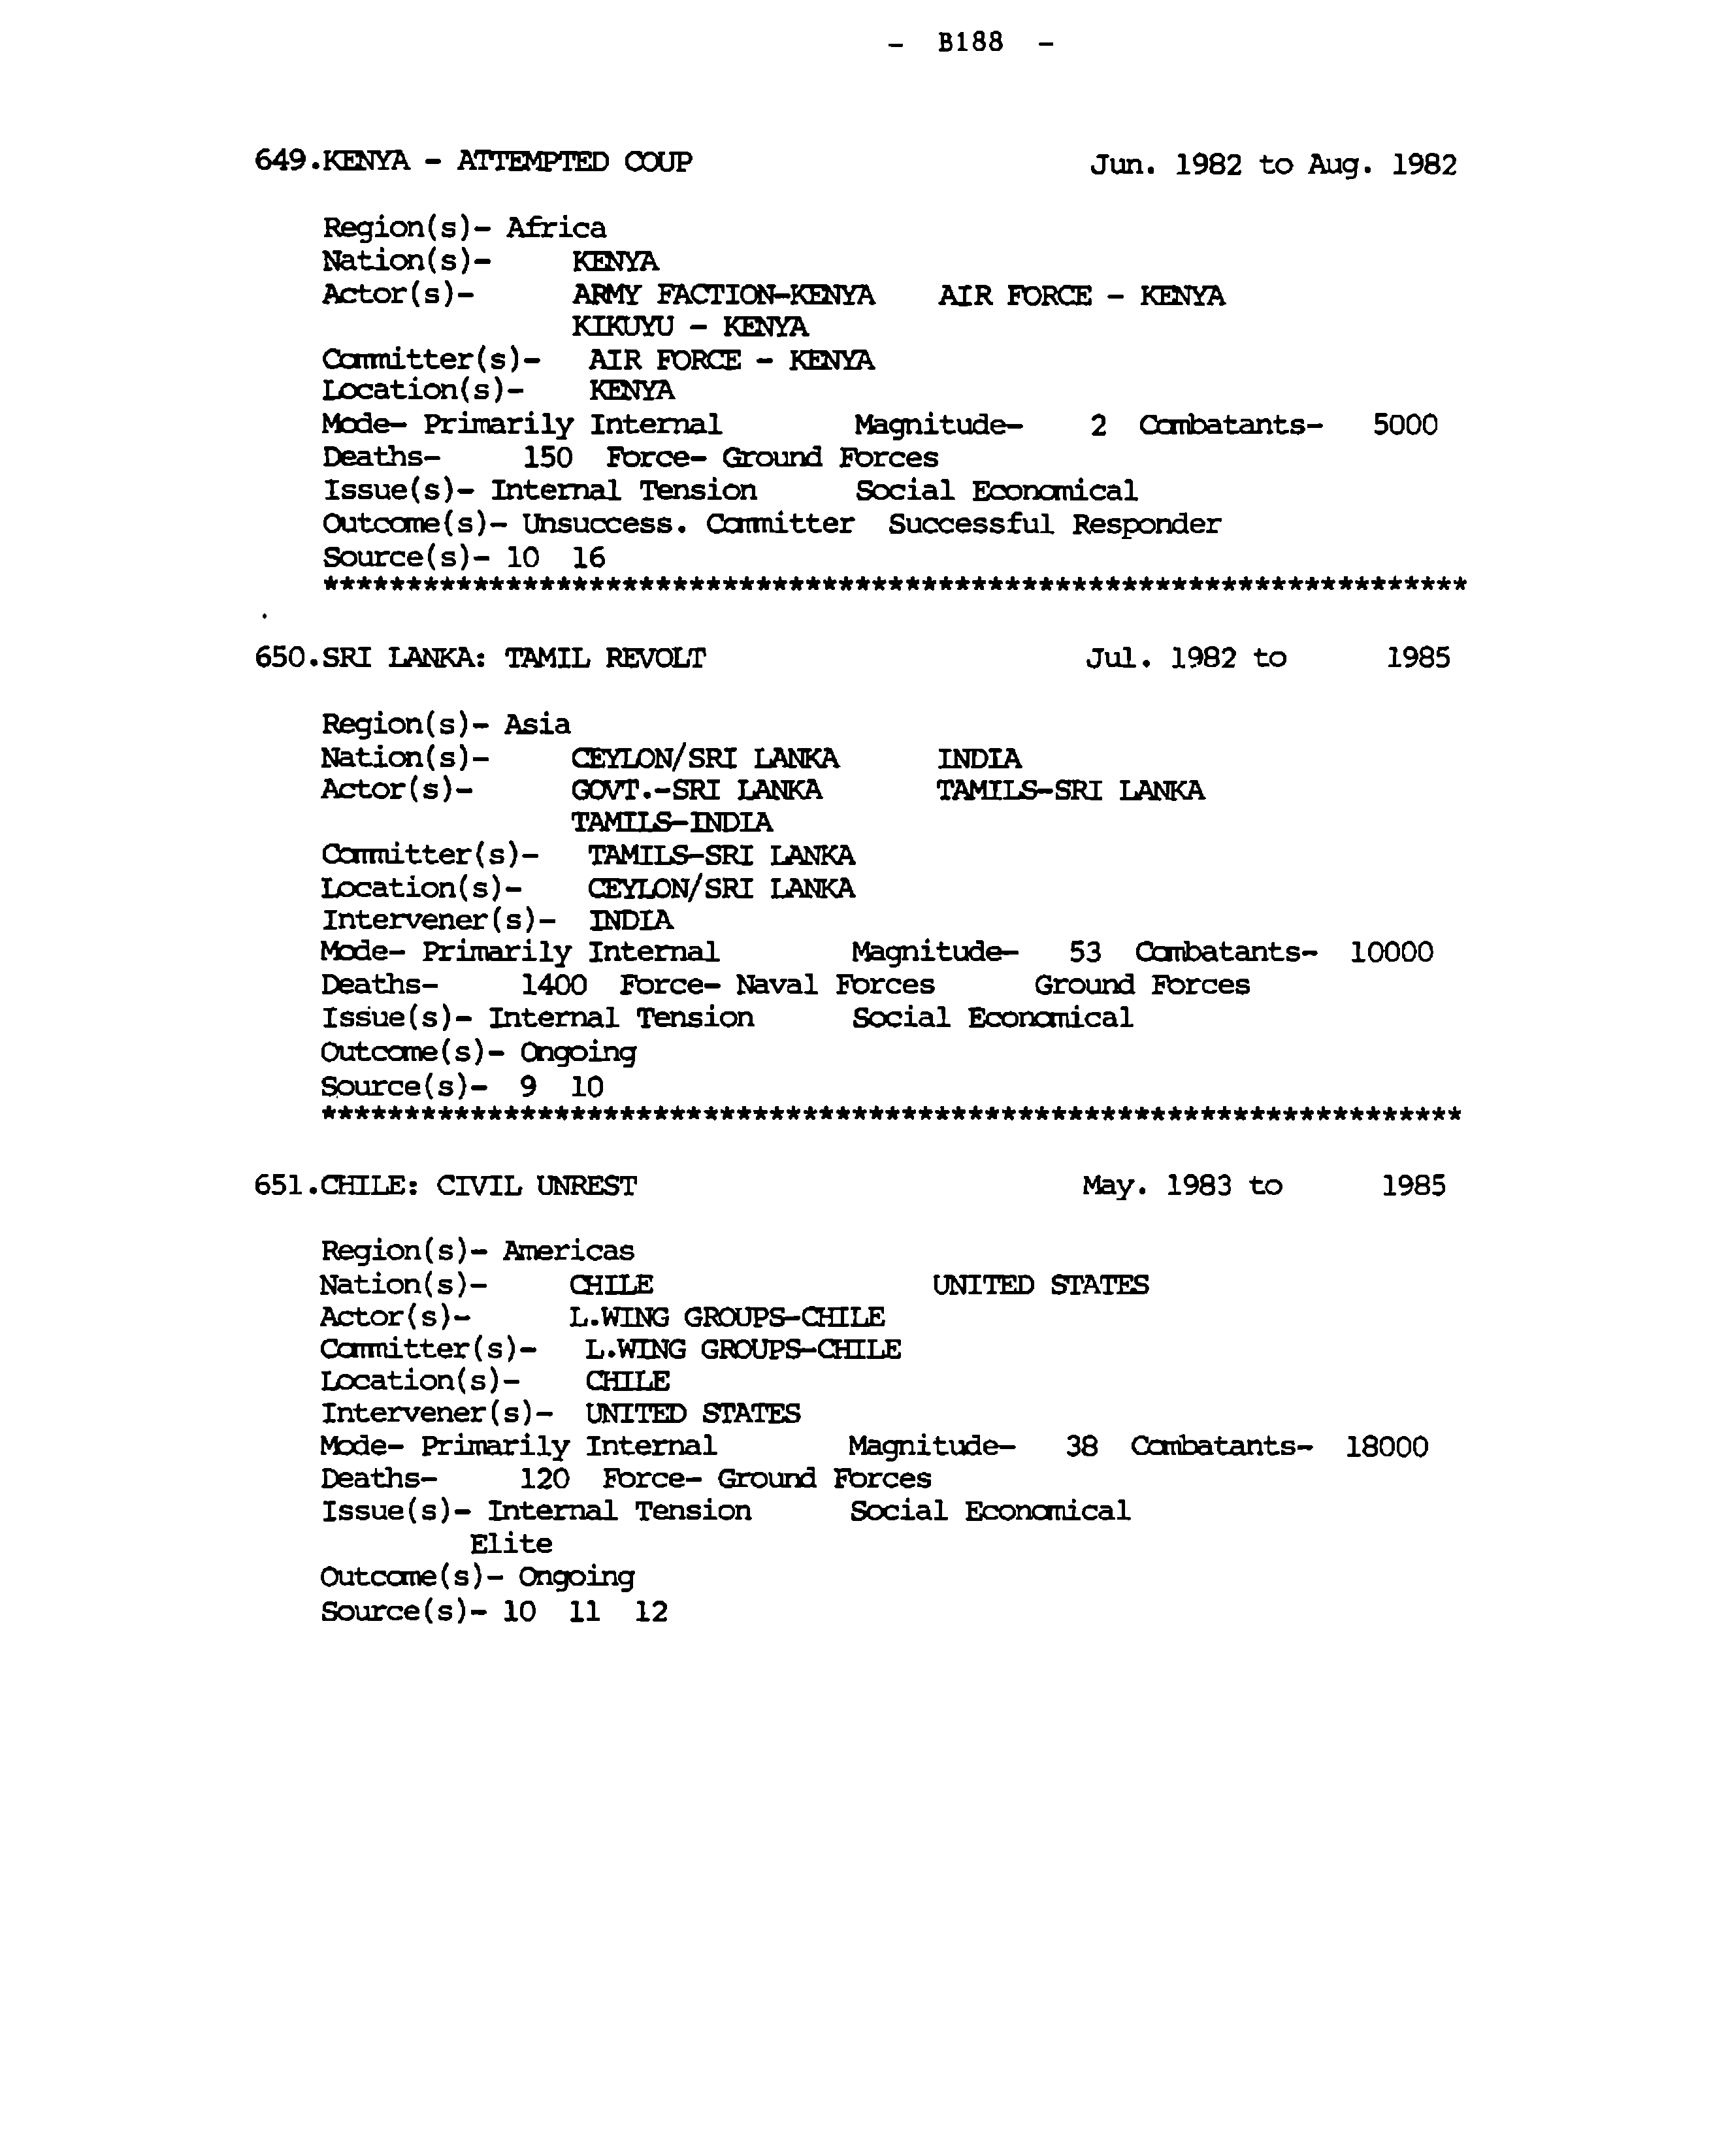 - B188 -
649.KENYA - ATTEMPTED COUP Jun. 1982 to Aug. 1982
Region(s)- Africa
Nation(s)- KENYA
Actor(s)- ARMY FACTION-KENYA AIR FORCE - KENYA
KIKUYU - KENYA
Committer(s)- AIR FORCE - KENYA
Location(s)- KENYA
Mode- Primarily Internal Magnitude- 2 Combatants- 5000
Deaths- 150 Force- Ground Forces
Issue(s)- Internal Tension Social Economical
Outcome(s)- Unsuccess. Committer Successful Responder
Source(s)- 10 16
*********************************************************************
650.SRI LANKA: TAMIL REVOLT Jul. 1982 to 1985
Region(s)- Asia
Nation(s)- CEYLON/SRI LANKA INDIA
Actor(s)- GOVT.-SRI LANKA TAMILS-SRI LANKA
TAMILS-INDIA
Committer(s)- TAMILS-SRI LANKA
Location(s)- CEYLON/SRI LANKA
Intervener(s)- INDIA
Mode- Primarily Internal Magnitude- 53 Combatants- 10000
Deaths- 1400 Force- Naval Forces Ground Forces
Issue(s)- Internal Tension Social Economical
Outcome(s)- Ongoing
Source(s)- 9 10
*********************************************************************
651.CHILE: CIVIL UNREST May. 1983 to 1985
Region(s)- Americas
Nation(s)- CHILE UNITED STATES
Actor(s)- L.WING GROUPS-CHILE
Committer(s)- L.WING GROUPS-CHILE
Location(s)- CHILE
Intervener(s)- UNITED STATES
Mode- Primarily Internal Magnitude- 38 Combatants- 18000
Deaths- 120 Force- Ground Forces
Issue(s)- Internal Tension Social Economical
Elite
Outcome(s)- Ongoing
Source(s)- 10 11 12